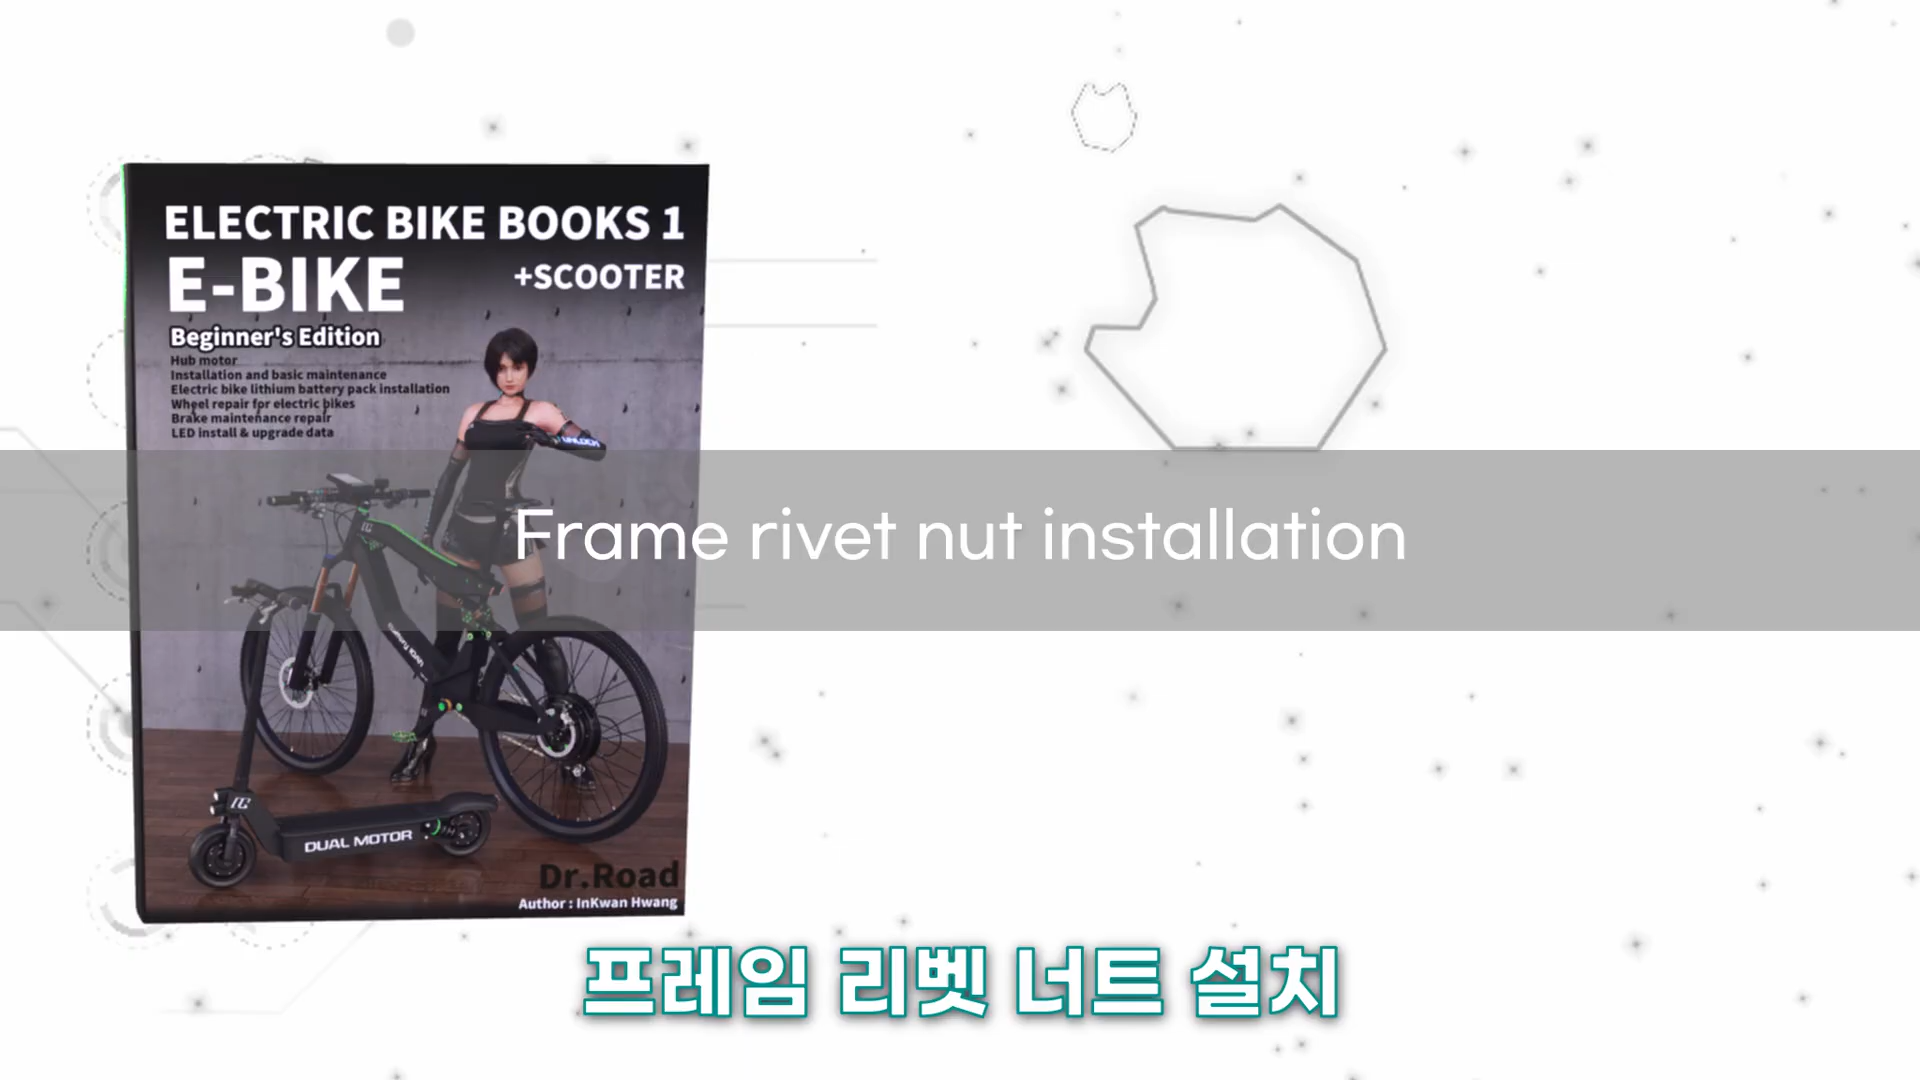 ELECTRIC BIKE BOOKS 1
E-BIKE
+SCOOTER
Beginner's Edition
Hub motor
Installation and basic maintenance
Electric bike lithium battery pack installation
Wheel repair for electric bikes
Brake maintenance repair
LED install & upgrade data
UNLOCK
Frame rivet nut installation
DUAL MOTOR
Dr.Road
Author : InKwan Hwang
프레임 리벳 너트 설치